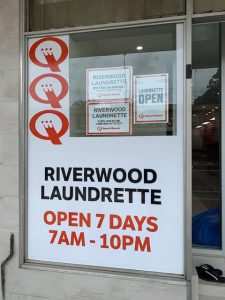 RIVERWOOD
LAUNDRETTE
LAUNDRETTE
OPEN
RIVERWOOD
LAUNDRETTE
RIVERWOOD
LAUNDRETTE
OPEN 7 DAYS
7AM - 10PM